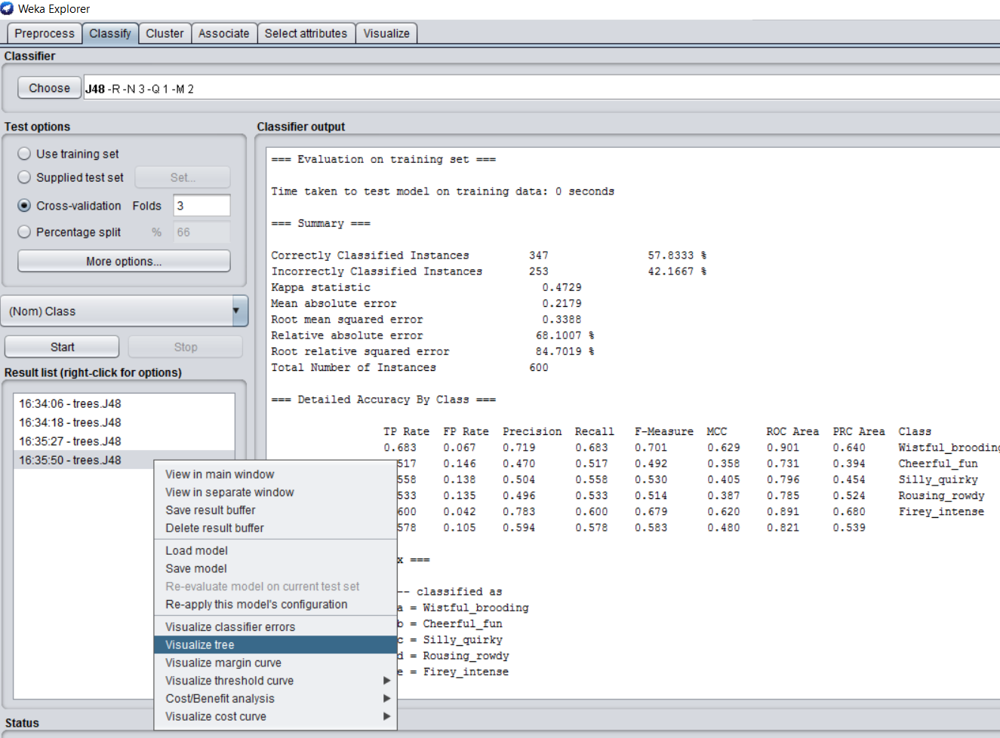 Weka Explorer
Preprocess Classify Cluster Associate Select attributes Visualize
Classifier
Choose J48 -R -N 3 -Q 1 -M 2
Test options
Use training set
Supplied test set Set...
Cross-validation Folds 3
Percentage split % 66
More options...
(Nom) Class
Start Stop
Result list (right-click for options)
16:34:06 - trees.J48
16:34:18 - trees.J48
16:35:27 - trees.J48
16:35:50 - trees.J48
View in main window
View in separate window
Save result buffer
Delete result buffer
Load model
Save model
Re-evaluate model on current test set
Re-apply this model's configuration
Visualize classifier errors
Visualize tree
Visualize margin curve
Visualize threshold curve
Cost/Benefit analysis
Visualize cost curve
Classifier output
=== Evaluation on training set ===
Time taken to test model on training data: 0 seconds
=== Summary ===
Correctly Classified Instances 347 57.8333 %
Incorrectly Classified Instances 253 42.1667 %
Kappa statistic 0.4729
Mean absolute error 0.2179
Root mean squared error 0.3388
Relative absolute error 68.1007 %
Root relative squared error 84.7019 %
Total Number of Instances 600
=== Detailed Accuracy By Class ===
TP Rate FP Rate Precision Recall F-Measure MCC ROC Area PRC Area Class
0.683 0.067 0.719 0.683 0.701 0.629 0.901 0.640 Wistful_brooding
517 0.146 0.470 0.517 0.492 0.358 0.731 0.394 Cheerful_fun
558 0.138 0.504 0.558 0.530 0.405 0.796 0.454 Silly_quirky
533 0.135 0.496 0.533 0.514 0.387 0.785 0.524 Rousing_rowdy
600 0.042 0.783 0.600 0.679 0.620 0.891 0.680 Firey_intense
578 0.105 0.594 0.578 0.583 0.480 0.821 0.539
x ===
-- classified as
a = Wistful_brooding
b = Cheerful_fun
c = Silly_quirky
d = Rousing_rowdy
e = Firey_intense
Status